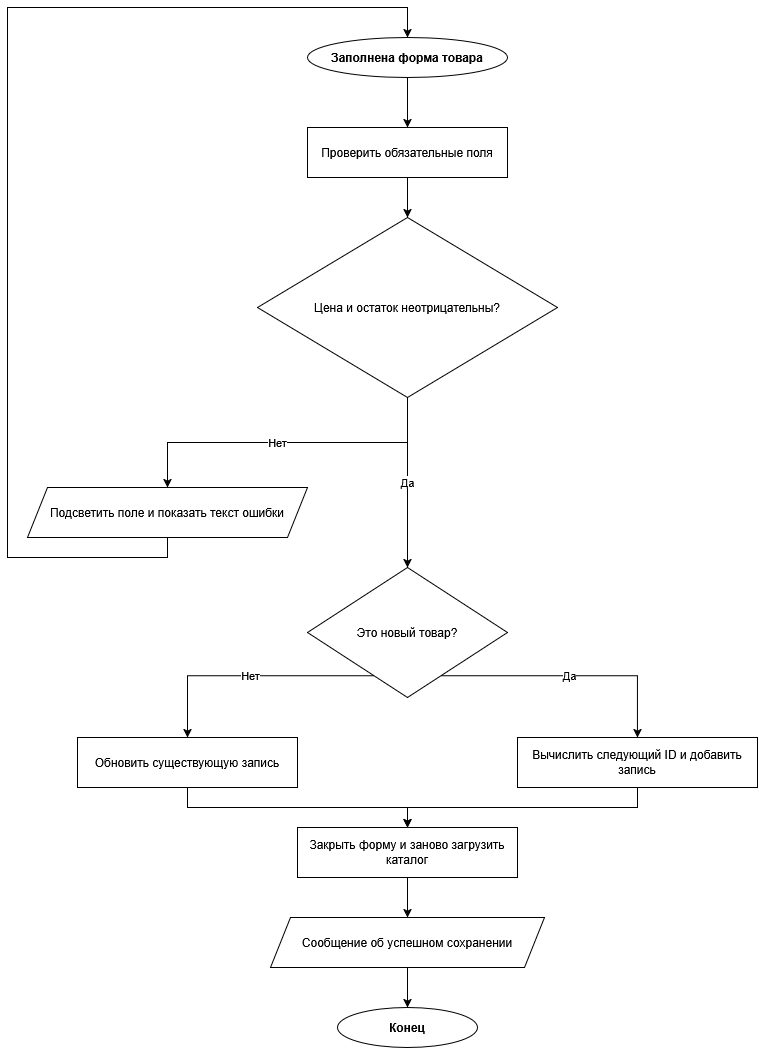 Заполнена форма товара
Проверить обязательные поля
Цена и остаток неотрицательны?
Нет
Да
Подсветить поле и показать текст ошибки
Это новый товар?
Нет
Да
Обновить существующую запись
Вычислить следующий ID и добавить
запись
Закрыть форму и заново загрузить
каталог
Сообщение об успешном сохранении
Конец